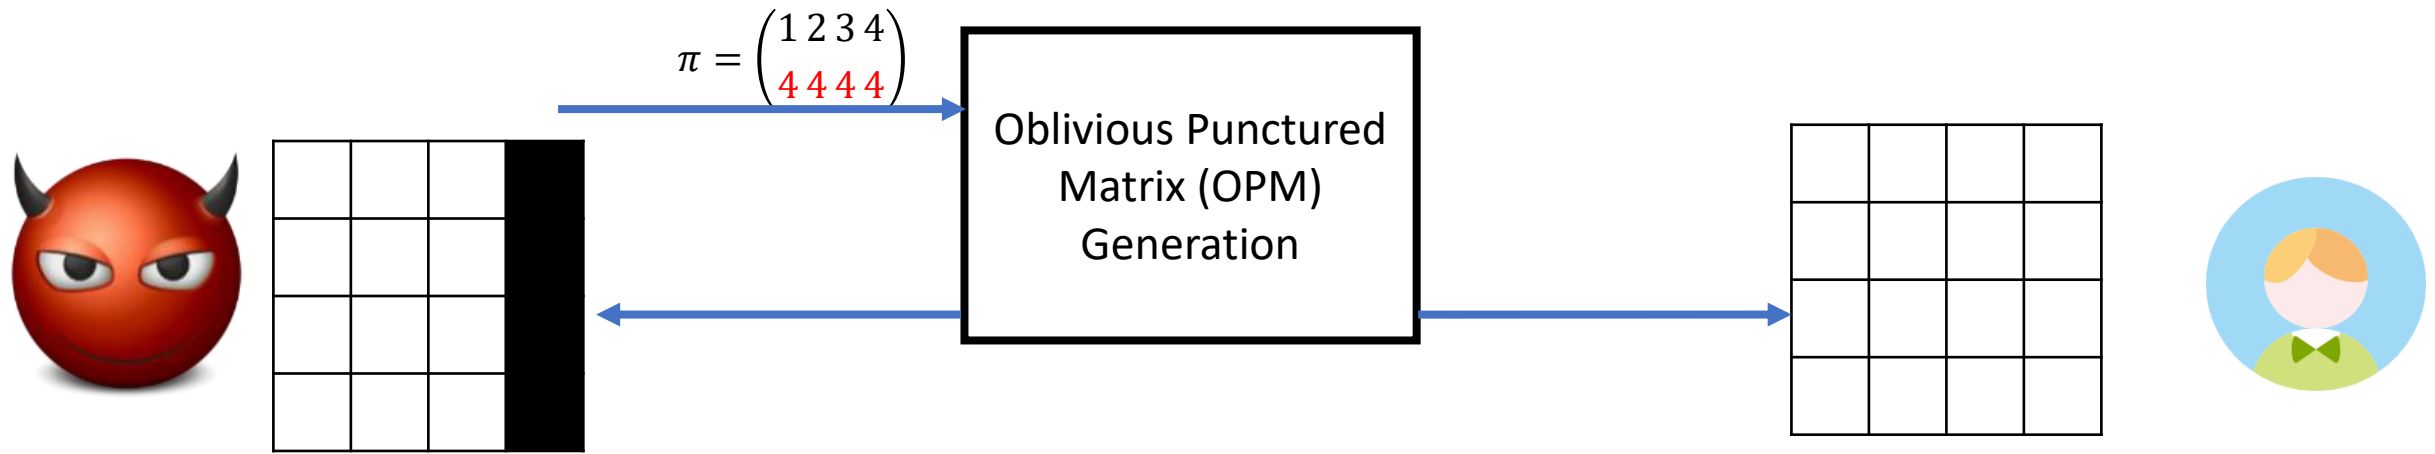 π = (1 2 3 4
4 4 4 4)
Oblivious Punctured
Matrix (OPM)
Generation